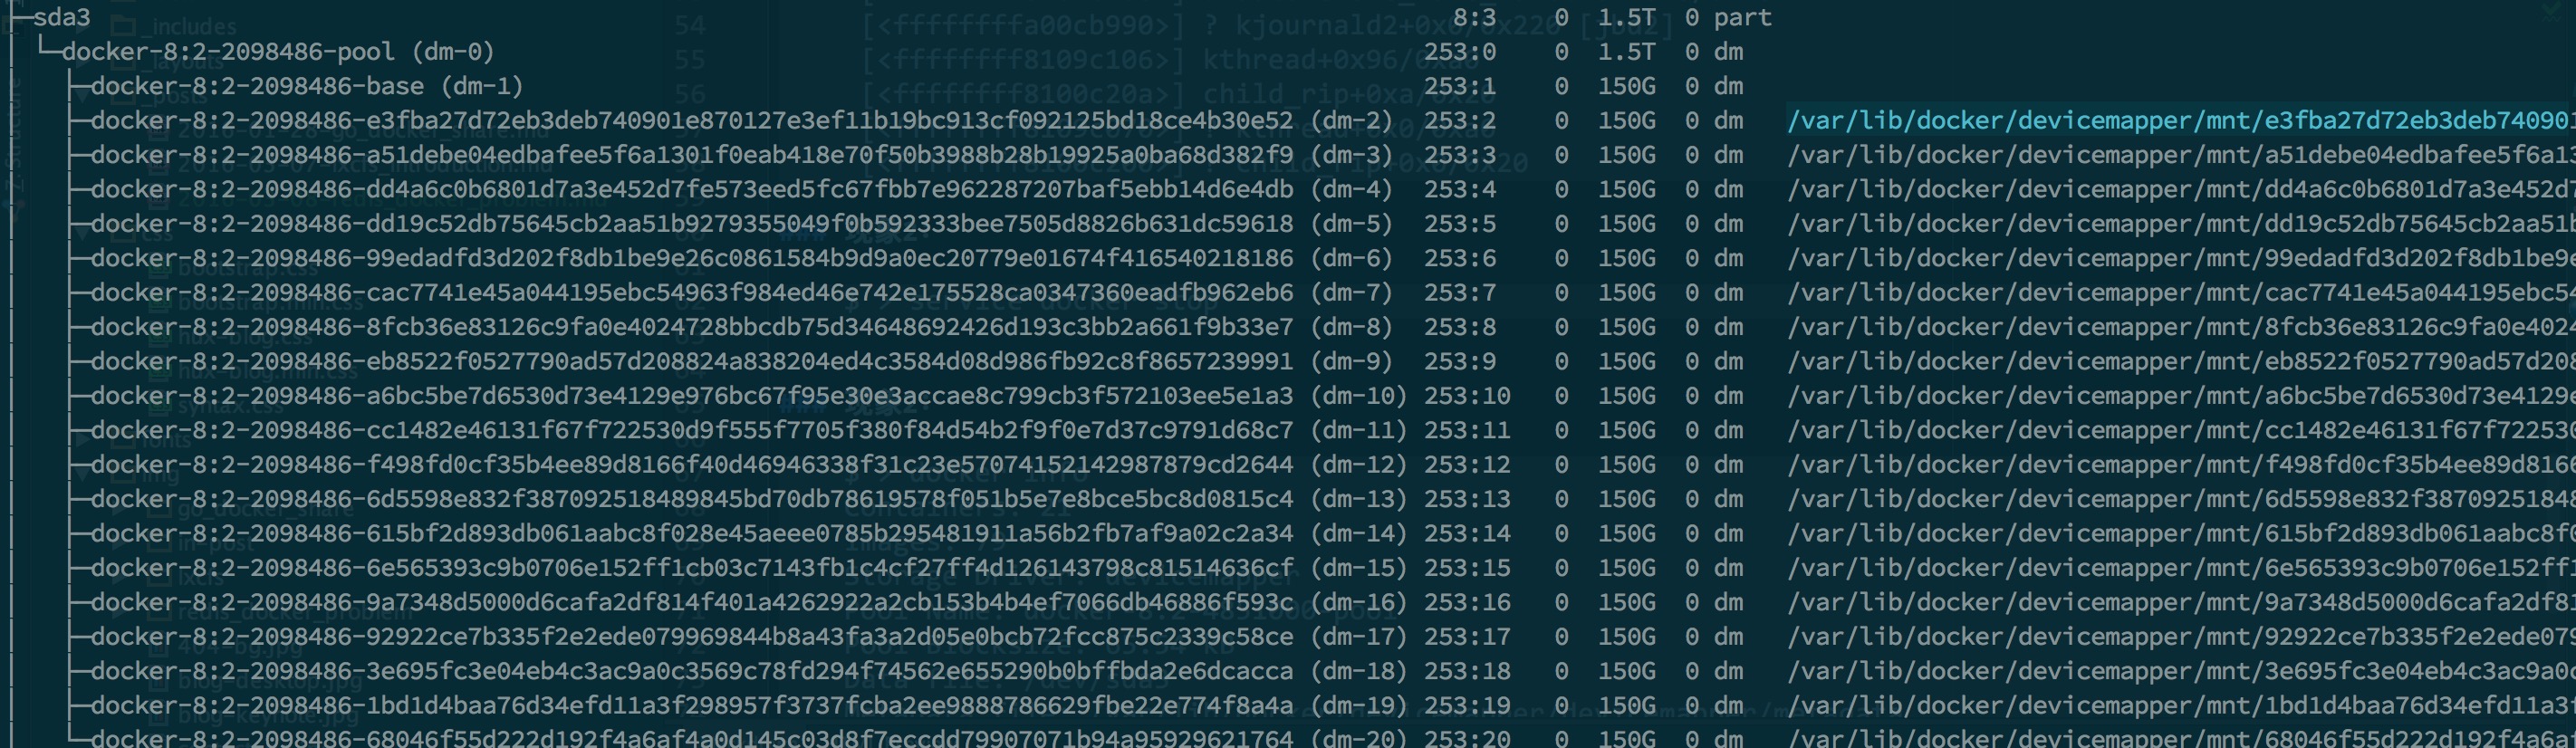 sda3 8:3 0 1.5T 0 part
└─docker-8:2-2098486-pool (dm-0) 253:0 0 1.5T 0 dm
├─docker-8:2-2098486-base (dm-1) 253:1 0 150G 0 dm
├─docker-8:2-2098486-e3fba27d72eb3deb740901e870127e3ef11b19bc913cf092125bd18ce4b30e52 (dm-2) 253:2 0 150G 0 dm /var/lib/docker/devicemapper/mnt/e3fba27d72eb3deb740901
├─docker-8:2-2098486-a51debe04edbafee5f6a1301f0eab418e70f50b3988b28b19925a0ba68d382f9 (dm-3) 253:3 0 150G 0 dm /var/lib/docker/devicemapper/mnt/a51debe04edbafee5f6a13
├─docker-8:2-2098486-dd4a6c0b6801d7a3e452d7fe573eed5fc67fbb7e962287207baf5ebb14d6e4db (dm-4) 253:4 0 150G 0 dm /var/lib/docker/devicemapper/mnt/dd4a6c0b6801d7a3e452d7
├─docker-8:2-2098486-dd19c52db75645cb2aa51b9279355049f0b592333bee7505d8826b631dc59618 (dm-5) 253:5 0 150G 0 dm /var/lib/docker/devicemapper/mnt/dd19c52db75645cb2aa51b
├─docker-8:2-2098486-99edadfd3d202f8db1be9e26c0861584b9d9a0ec20779e01674f416540218186 (dm-6) 253:6 0 150G 0 dm /var/lib/docker/devicemapper/mnt/99edadfd3d202f8db1be9e
├─docker-8:2-2098486-cac7741e45a044195ebc54963f984ed46e742e175528ca0347360eadfb962eb6 (dm-7) 253:7 0 150G 0 dm /var/lib/docker/devicemapper/mnt/cac7741e45a044195ebc54
├─docker-8:2-2098486-8fcb36e83126c9fa0e4024728bbcdb75d34648692426d193c3bb2a661f9b33e7 (dm-8) 253:8 0 150G 0 dm /var/lib/docker/devicemapper/mnt/8fcb36e83126c9fa0e4024
├─docker-8:2-2098486-eb8522f0527790ad57d208824a838204ed4c3584d08d986fb92c8f8657239991 (dm-9) 253:9 0 150G 0 dm /var/lib/docker/devicemapper/mnt/eb8522f0527790ad57d208
├─docker-8:2-2098486-a6bc5be7d6530d73e4129e976bc67f95e30e3accae8c799cb3f572103ee5e1a3 (dm-10) 253:10 0 150G 0 dm /var/lib/docker/devicemapper/mnt/a6bc5be7d6530d73e4129e
├─docker-8:2-2098486-cc1482e46131f67f722530d9f555f7705f380f84d54b2f9f0e7d37c9791d68c7 (dm-11) 253:11 0 150G 0 dm /var/lib/docker/devicemapper/mnt/cc1482e46131f67f722530
├─docker-8:2-2098486-f498fd0cf35b4ee89d8166f40d46946338f31c23e57074152142987879cd2644 (dm-12) 253:12 0 150G 0 dm /var/lib/docker/devicemapper/mnt/f498fd0cf35b4ee89d8166
├─docker-8:2-2098486-6d5598e832f387092518489845bd70db78619578f051b5e7e8bce5bc8d0815c4 (dm-13) 253:13 0 150G 0 dm /var/lib/docker/devicemapper/mnt/6d5598e832f38709251848
├─docker-8:2-2098486-615bf2d893db061aabc8f028e45aeee0785b295481911a56b2fb7af9a02c2a34 (dm-14) 253:14 0 150G 0 dm /var/lib/docker/devicemapper/mnt/615bf2d893db061aabc8f0
├─docker-8:2-2098486-6e565393c9b0706e152ff1cb03c7143fb1c4cf27ff4d126143798c81514636cf (dm-15) 253:15 0 150G 0 dm /var/lib/docker/devicemapper/mnt/6e565393c9b0706e152ff1
├─docker-8:2-2098486-9a7348d5000d6cafa2df814f401a4262922a2cb153b4b4ef7066db46886f593c (dm-16) 253:16 0 150G 0 dm /var/lib/docker/devicemapper/mnt/9a7348d5000d6cafa2df81
├─docker-8:2-2098486-92922ce7b335f2e2ede079969844b8a43fa3a2d05e0bcb72fcc875c2339c58ce (dm-17) 253:17 0 150G 0 dm /var/lib/docker/devicemapper/mnt/92922ce7b335f2e2ede079
├─docker-8:2-2098486-3e695fc3e04eb4c3ac9a0c3569c78fd294f74562e655290b0bffbda2e6dcacca (dm-18) 253:18 0 150G 0 dm /var/lib/docker/devicemapper/mnt/3e695fc3e04eb4c3ac9a0c
├─docker-8:2-2098486-1bd1d4baa76d34efd11a3f298957f3737fcba2ee9888786629fbe22e774f8a4a (dm-19) 253:19 0 150G 0 dm /var/lib/docker/devicemapper/mnt/1bd1d4baa76d34efd11a3f
└─docker-8:2-2098486-68046f55d222d192f4a6af4a0d145c03d8f7eccdd79907071b94a95929621764 (dm-20) 253:20 0 150G 0 dm /var/lib/docker/devicemapper/mnt/68046f55d222d192f4a6a